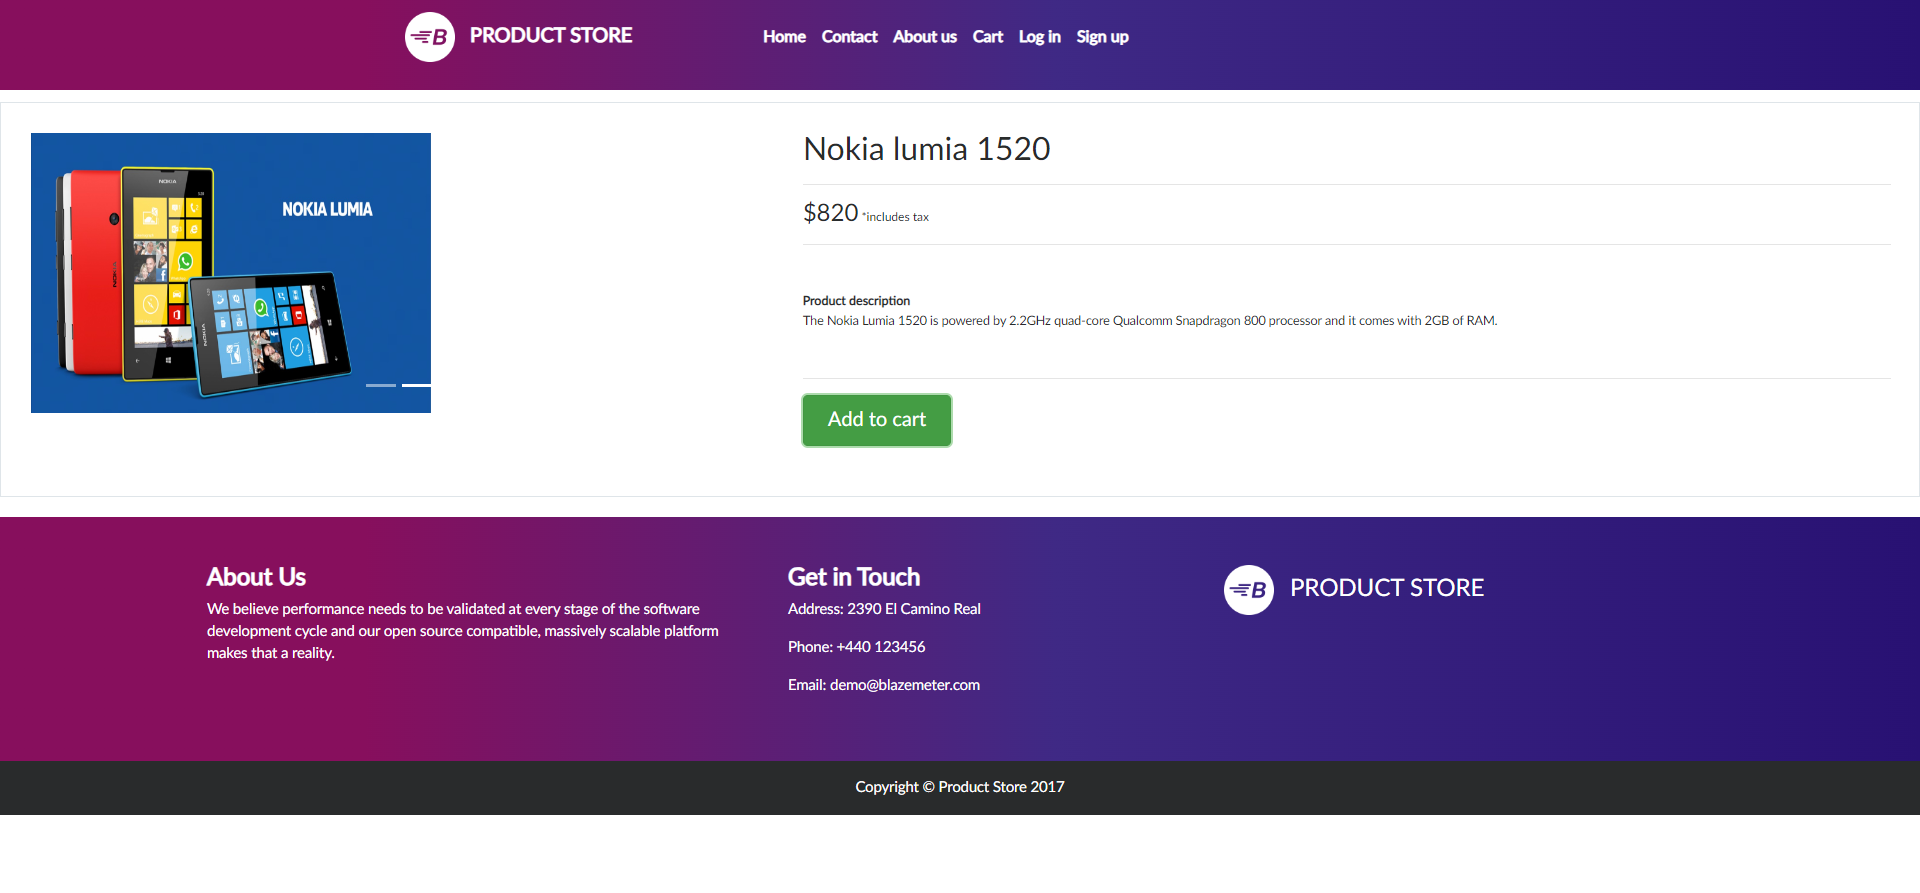 B PRODUCT STORE
Home Contact About us Cart Log in Sign up
NOKIA
NOKIA LUMIA
NOKIA
NOKIA
Nokia lumia 1520
$820 *includes tax
Product description
The Nokia Lumia 1520 is powered by 2.2GHz quad-core Qualcomm Snapdragon 800 processor and it comes with 2GB of RAM.
Add to cart
About Us
We believe performance needs to be validated at every stage of the software
development cycle and our open source compatible, massively scalable platform
makes that a reality.
Get in Touch
Address: 2390 El Camino Real
Phone: +440 123456
Email: demo@blazemeter.com
B PRODUCT STORE
Copyright © Product Store 2017